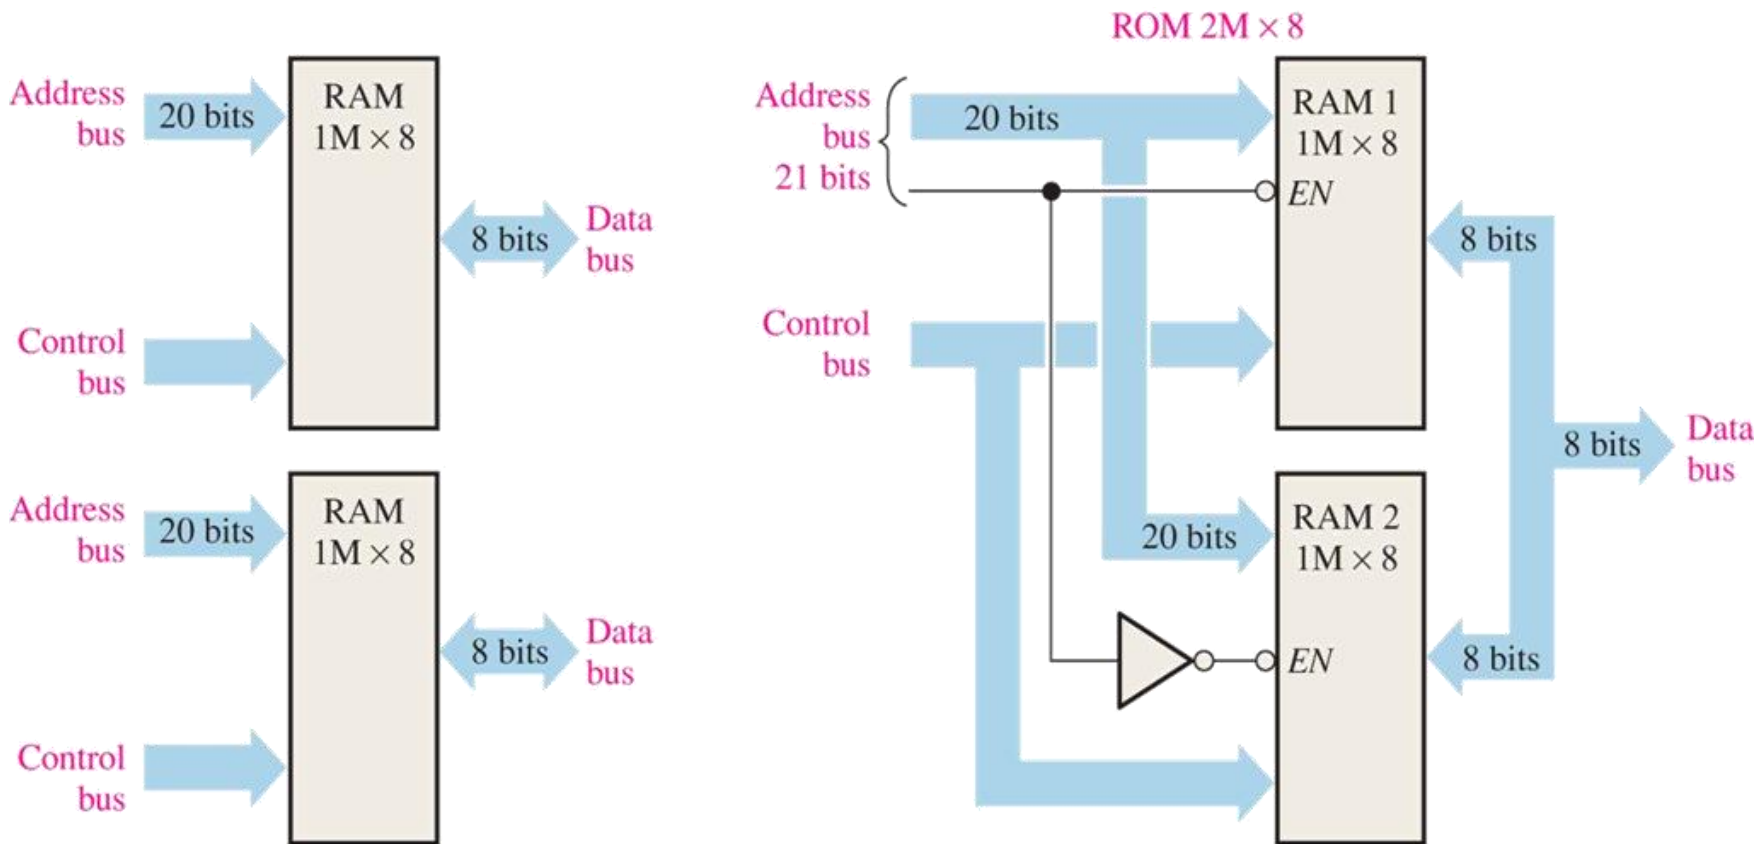 Address
bus
20 bits
RAM
1M × 8
8 bits
Data
bus
Control
bus
Address
bus
20 bits
RAM
1M × 8
8 bits
Data
bus
Control
bus
ROM 2M × 8
Address
bus
21 bits
20 bits
RAM 1
1M × 8
EN
8 bits
Control
bus
8 bits
Data
bus
20 bits
RAM 2
1M × 8
EN
8 bits